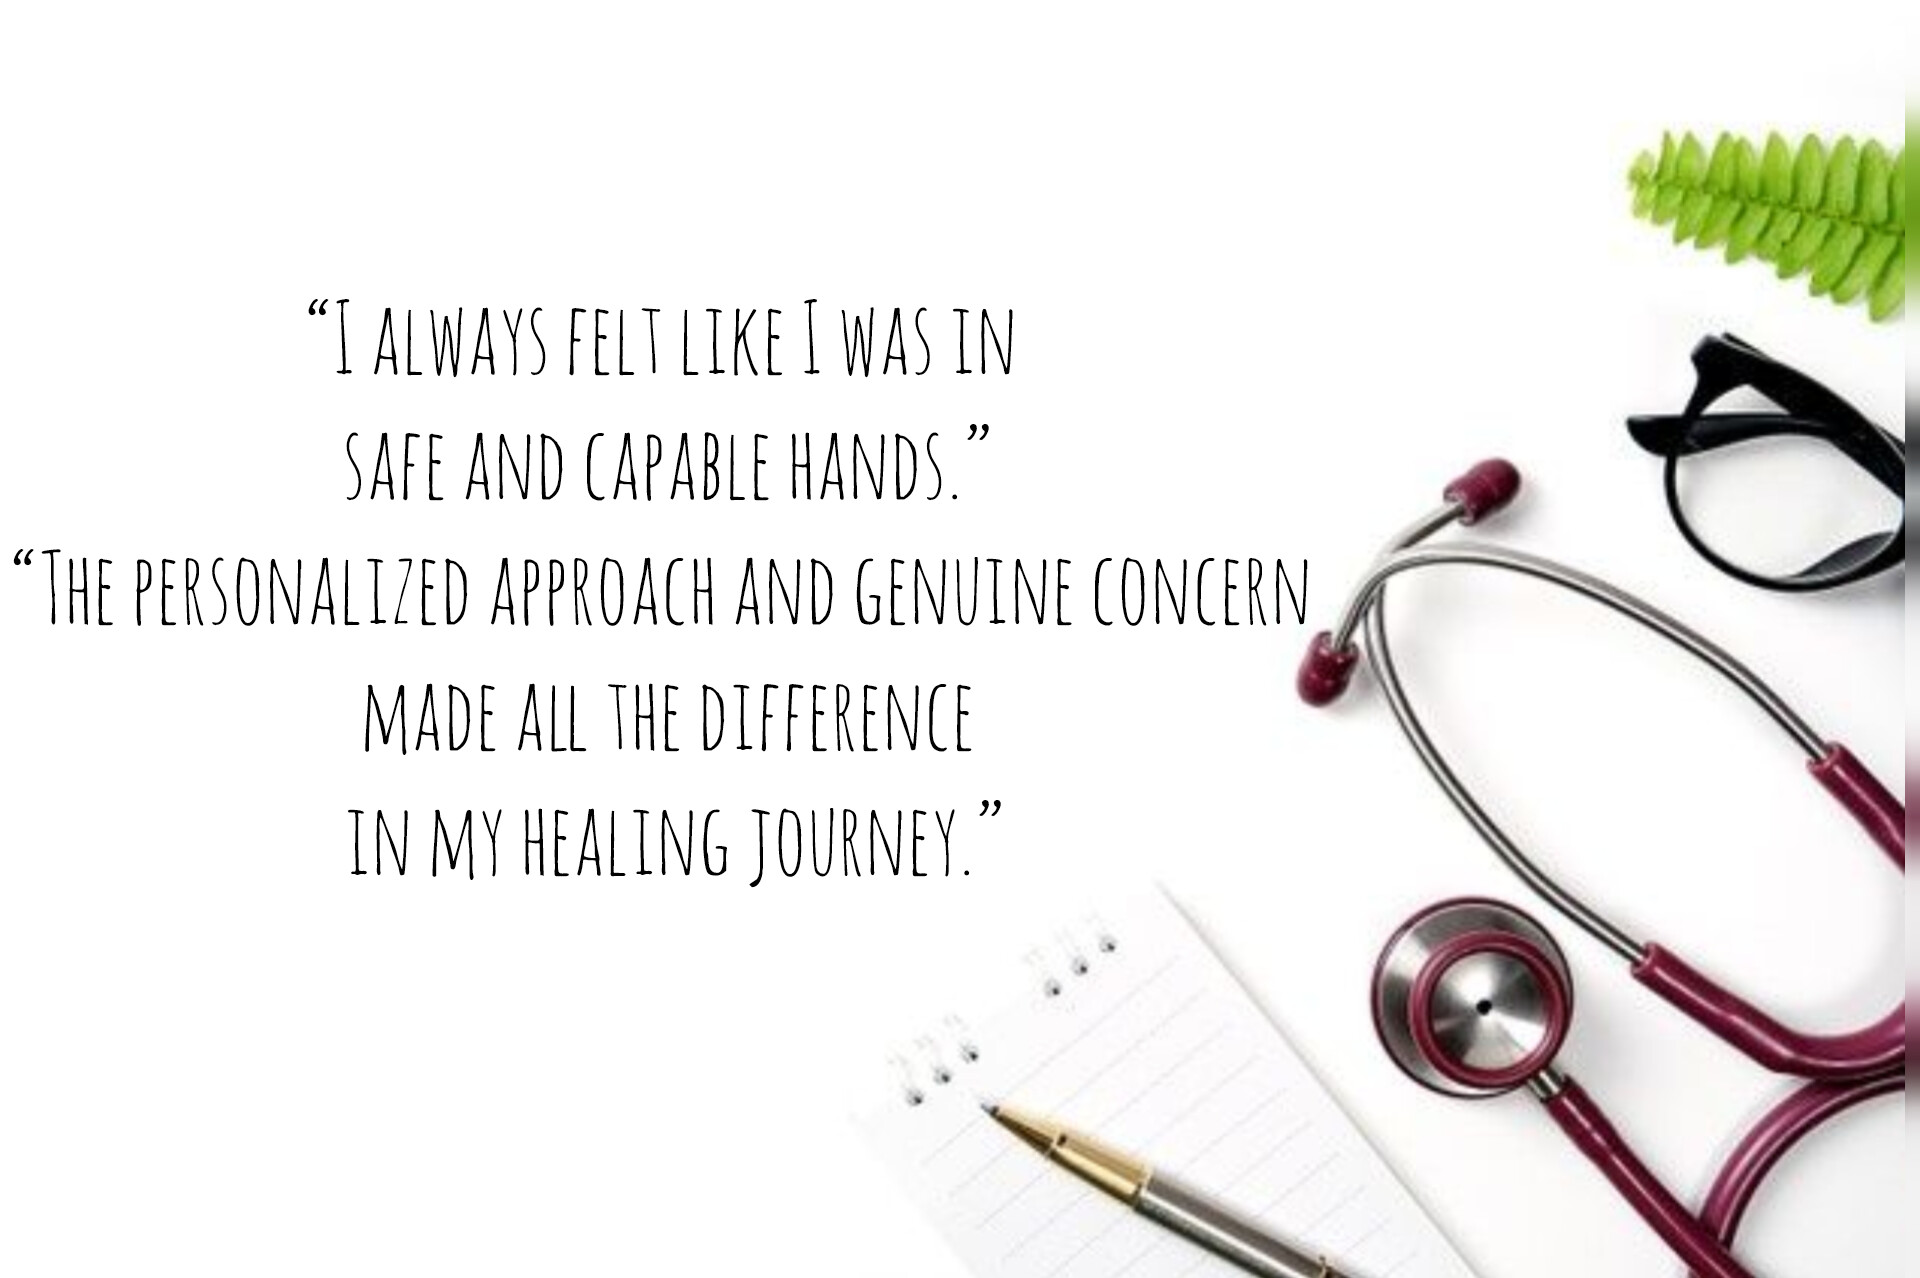 “I always felt like I was in
safe and capable hands.”
“The personalized approach and genuine concern
made all the difference
in my healing journey.”